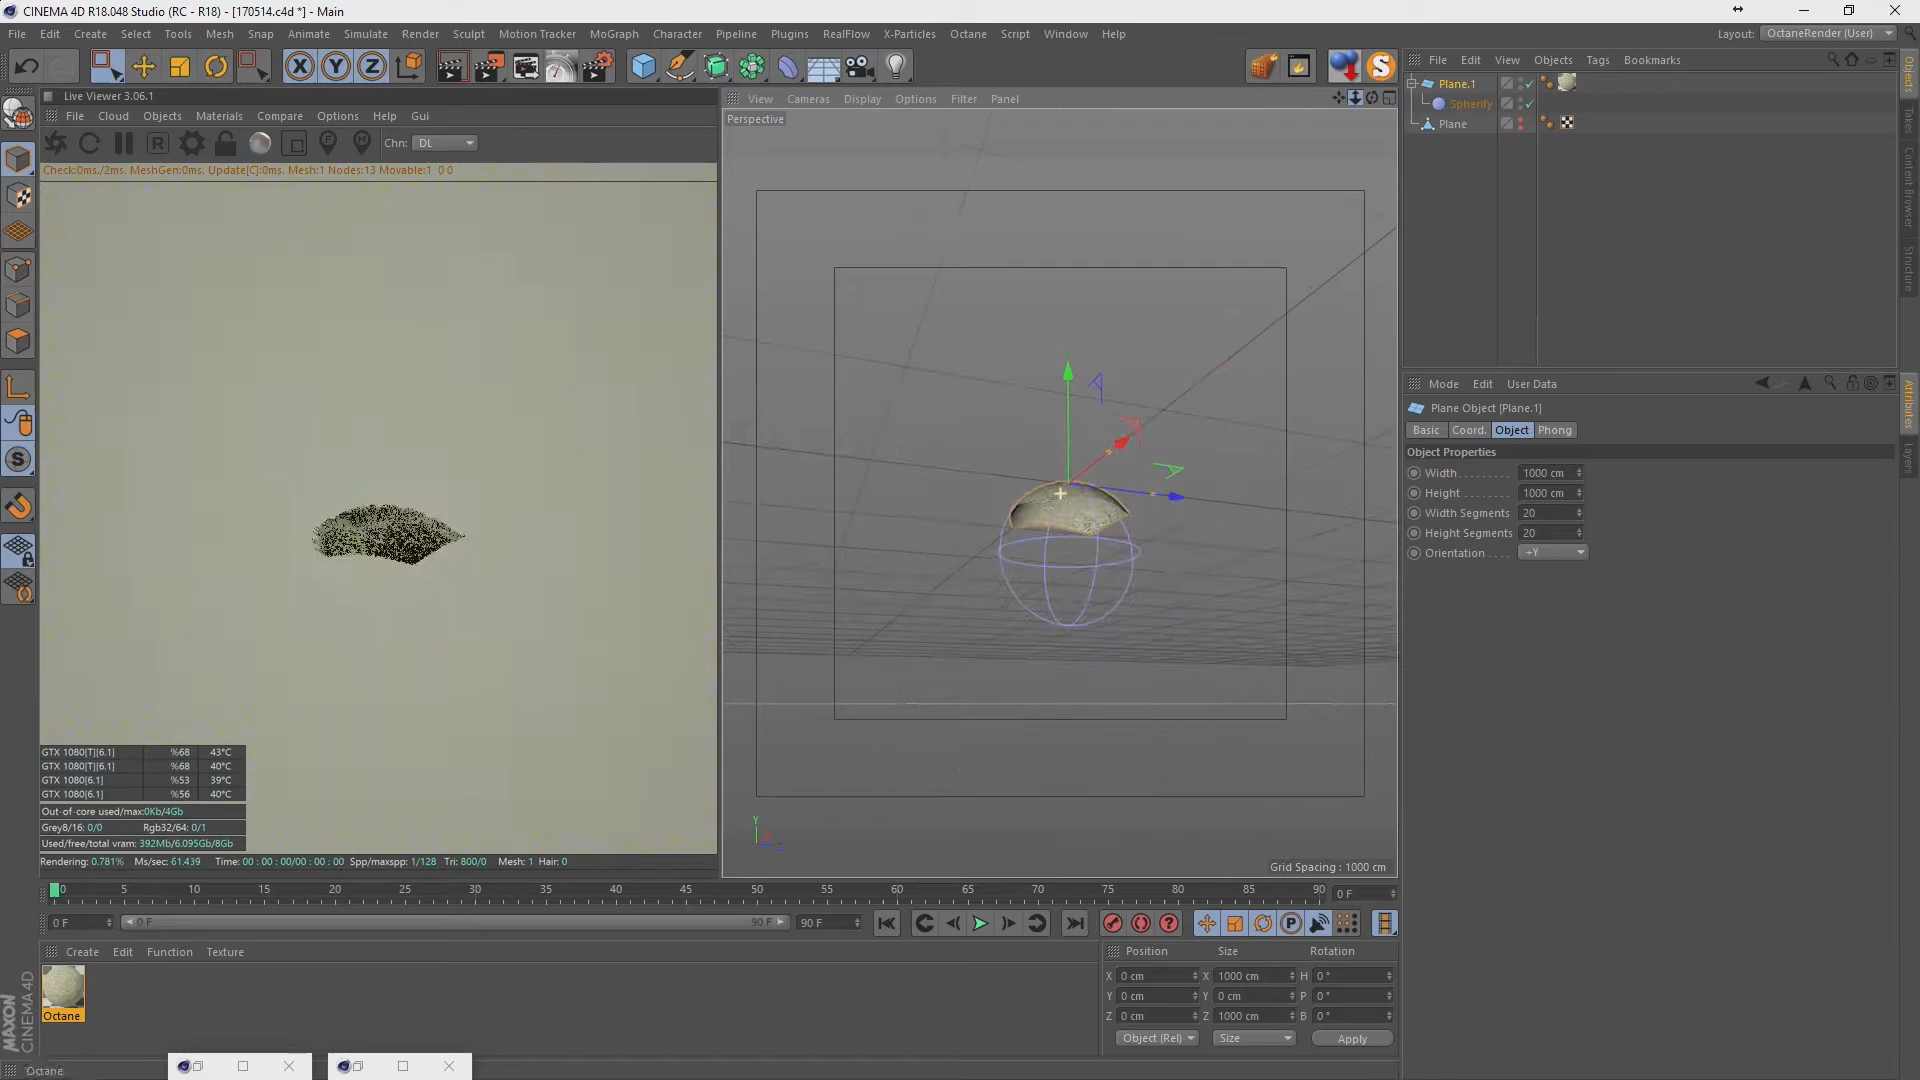 CINEMA 4D R18.048 Studio (RC - R18) - [170514.c4d *] - Main
File Edit Create Select Tools Mesh Snap Animate Simulate Render Sculpt Motion Tracker MoGraph Character Pipeline Plugins RealFlow X-Particles Octane Script Window Help
Layout: OctaneRender (User)
Live Viewer 3.06.1
File Cloud Objects Materials Compare Options Help Gui
Chn: DL
Check:0ms./2ms. MeshGen:0ms. Update[C]:0ms. Mesh:1 Nodes:13 Movable:1 0 0
GTX 1080[T][6.1] %68 43°C
GTX 1080[T][6.1] %68 40°C
GTX 1080[6.1] %53 39°C
GTX 1080[6.1] %56 40°C
Out-of-core used/max:0Kb/4Gb
Grey8/16: 0/0 Rgb32/64: 0/1
Used/free/total vram: 392Mb/6.095Gb/8Gb
Rendering: 0.781% Ms/sec: 61.439 Time: 00 : 00 : 00/00 : 00 : 00 Spp/maxspp: 1/128 Tri: 800/0 Mesh: 1 Hair: 0
View Cameras Display Options Filter Panel
Perspective
Y
Z
Grid Spacing : 1000 cm
File Edit View Objects Tags Bookmarks
Plane.1
Spherify
Plane
Objects
Takes
Content Browser
Structure
Mode Edit User Data
Plane Object [Plane.1]
Basic Coord. Object Phong
Object Properties
Width 1000 cm
Height 1000 cm
Width Segments 20
Height Segments 20
Orientation +Y
Attributes
Layers
0 5 10 15 20 25 30 35 40 45 50 55 60 65 70 75 80 85 90 0 F
0 F 0 F 90 F 90 F
Create Edit Function Texture
Octane
MAXON CINEMA 4D
Position Size Rotation
X 0 cm X 1000 cm H 0 °
Y 0 cm Y 0 cm P 0 °
Z 0 cm Z 1000 cm B 0 °
Object (Rel) Size Apply
Octane